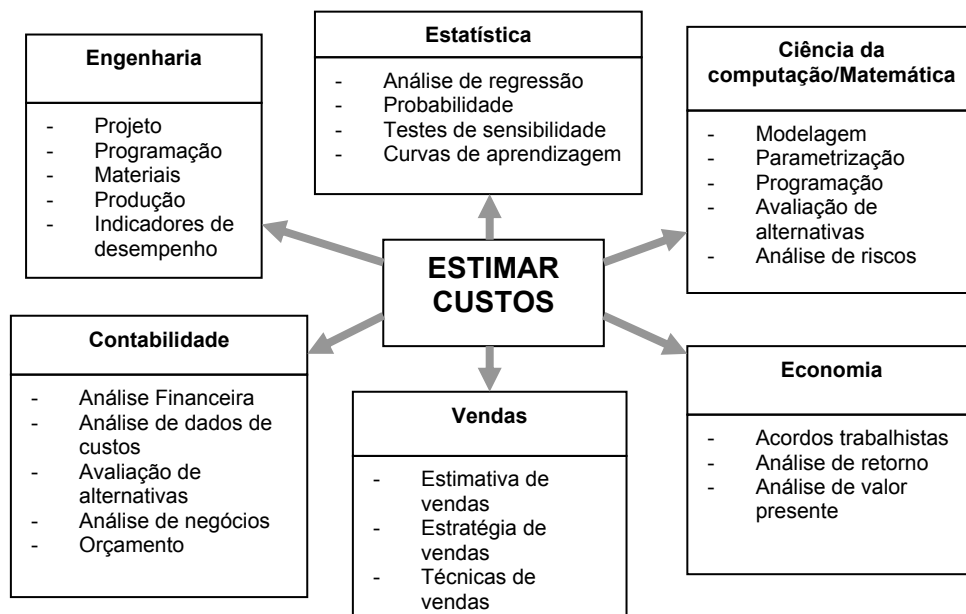 Engenharia
- Projeto
- Programação
- Materiais
- Produção
- Indicadores de
desempenho
Estatística
- Análise de regressão
- Probabilidade
- Testes de sensibilidade
- Curvas de aprendizagem
Ciência da
computação/Matemática
- Modelagem
- Parametrização
- Programação
- Avaliação de
alternativas
- Análise de riscos
ESTIMAR
CUSTOS
Contabilidade
- Análise Financeira
- Análise de dados de
custos
- Avaliação de
alternativas
- Análise de negócios
- Orçamento
Vendas
- Estimativa de
vendas
- Estratégia de
vendas
- Técnicas de
vendas
Economia
- Acordos trabalhistas
- Análise de retorno
- Análise de valor
presente